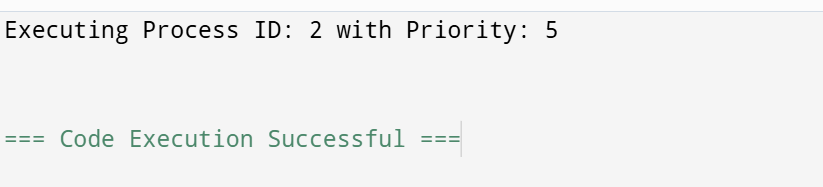 Executing Process ID: 2 with Priority: 5
=== Code Execution Successful ===